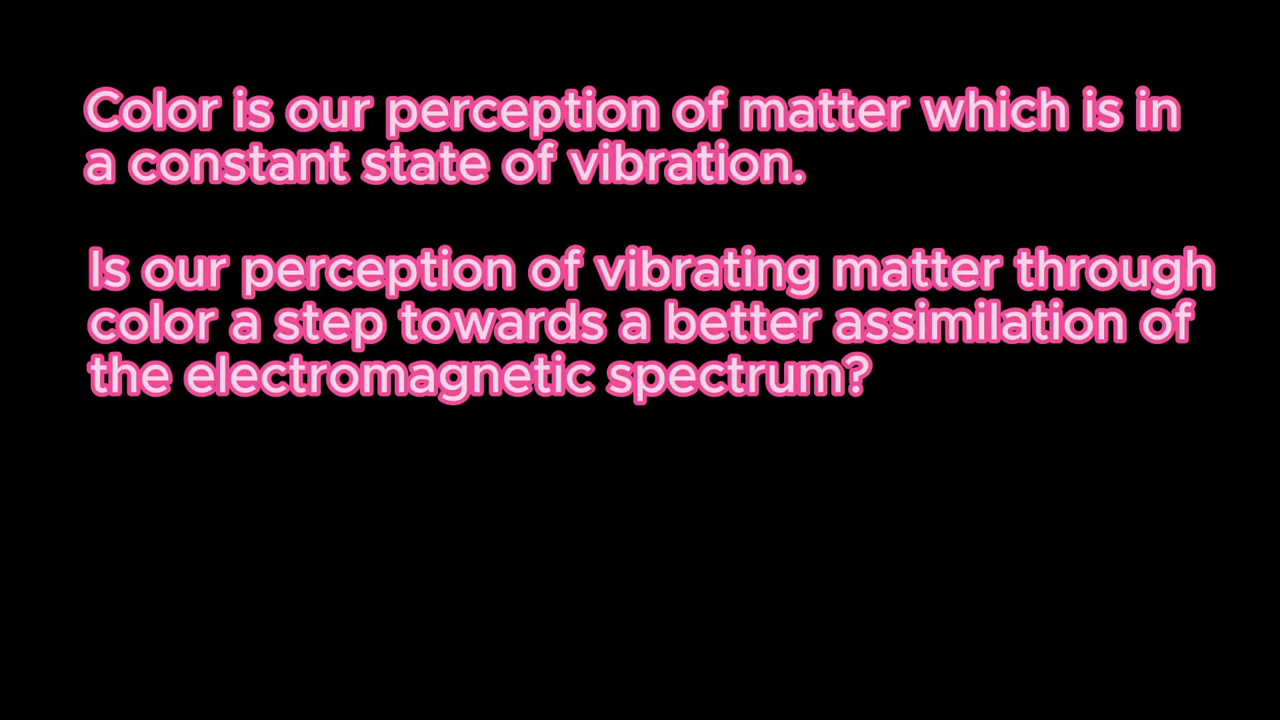 Color is our perception of matter which is in
a constant state of vibration.
Is our perception of vibrating matter through
color a step towards a better assimilation of
the electromagnetic spectrum?